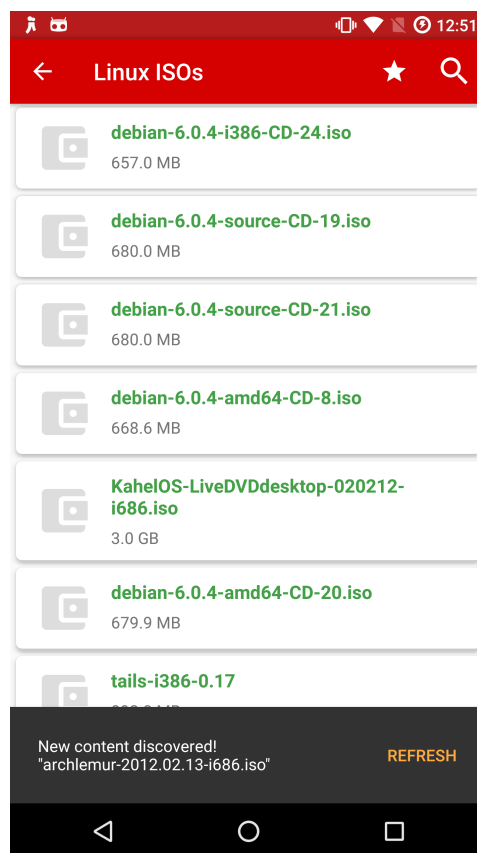 12:51
Linux ISOs
debian-6.0.4-i386-CD-24.iso
657.0 MB
debian-6.0.4-source-CD-19.iso
680.0 MB
debian-6.0.4-source-CD-21.iso
680.0 MB
debian-6.0.4-amd64-CD-8.iso
668.6 MB
KahelOS-LiveDVDdesktop-020212-
i686.iso
3.0 GB
debian-6.0.4-amd64-CD-20.iso
679.9 MB
tails-i386-0.17
New content discovered!
"archlemur-2012.02.13-i686.iso"
REFRESH